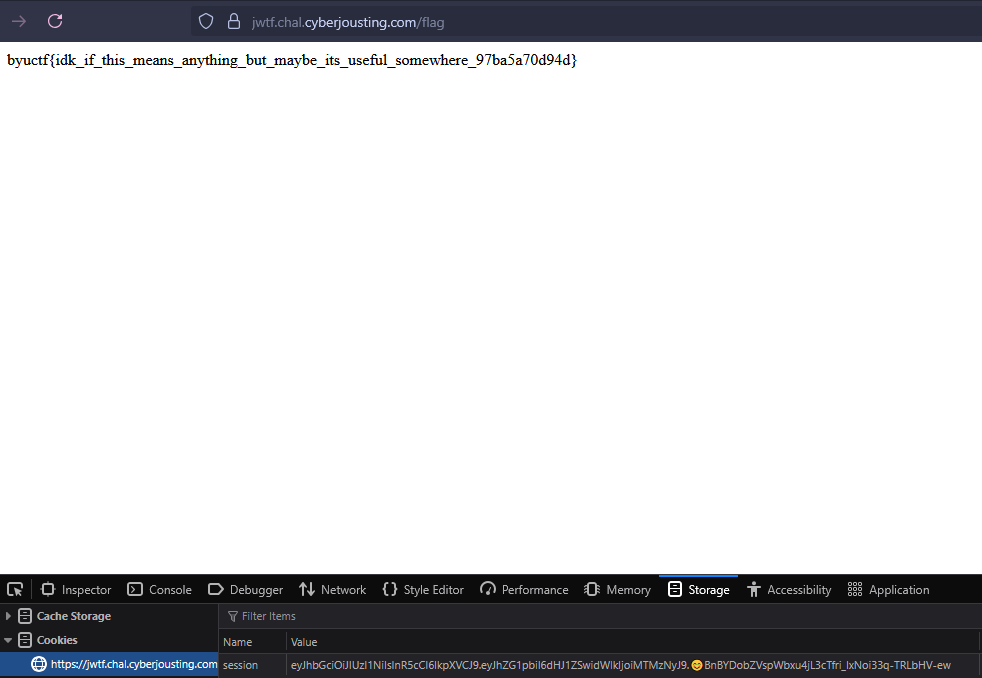 jwtf.chal.cyberjousting.com/flag
byuctf{idk_if_this_means_anything_but_maybe_its_useful_somewhere_97ba5a70d94d}
Inspector Console Debugger Network Style Editor Performance Memory Storage Accessibility Application
Cache Storage
Filter Items
Cookies
Name Value
https://jwtf.chal.cyberjousting.com
session eyJhbGciOiJIUzI1NiIsInR5cCI6IkpXVCJ9.eyJhZG1pbiI6dHJ1ZSwidWlkIjoiMTMzNyJ9.😊BnBYDobZVspWbxu4jL3cTfri_IxNoi33q-TRLbHV-ew